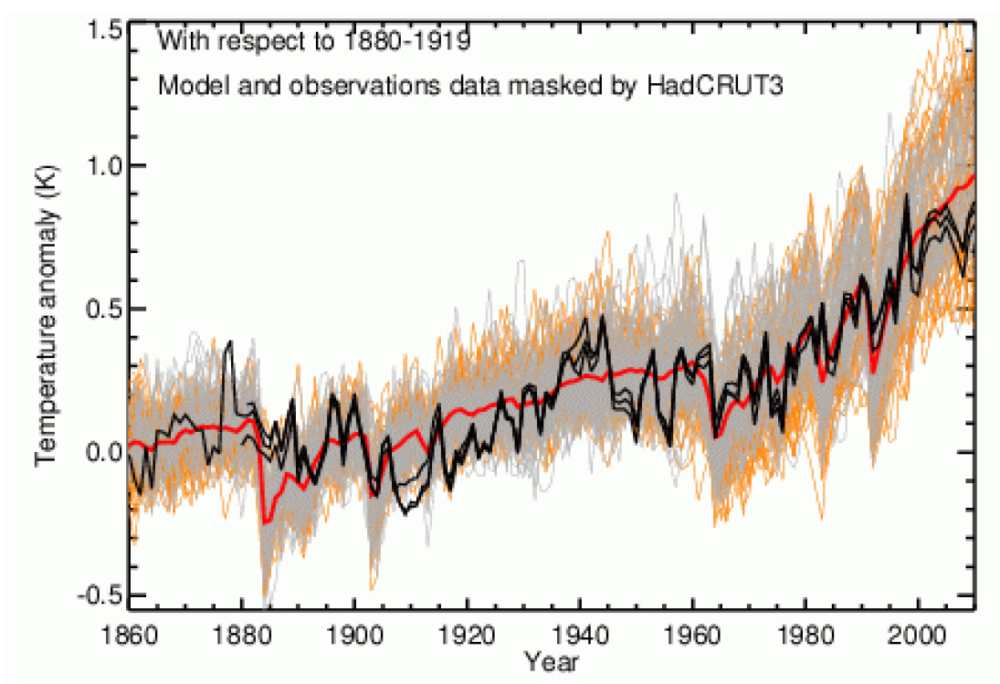 With respect to 1880-1919
Model and observations data masked by HadCRUT3
Temperature anomaly (K)
1.5
1.0
0.5
0.0
-0.5
1860 1880 1900 1920 1940 1960 1980 2000
Year